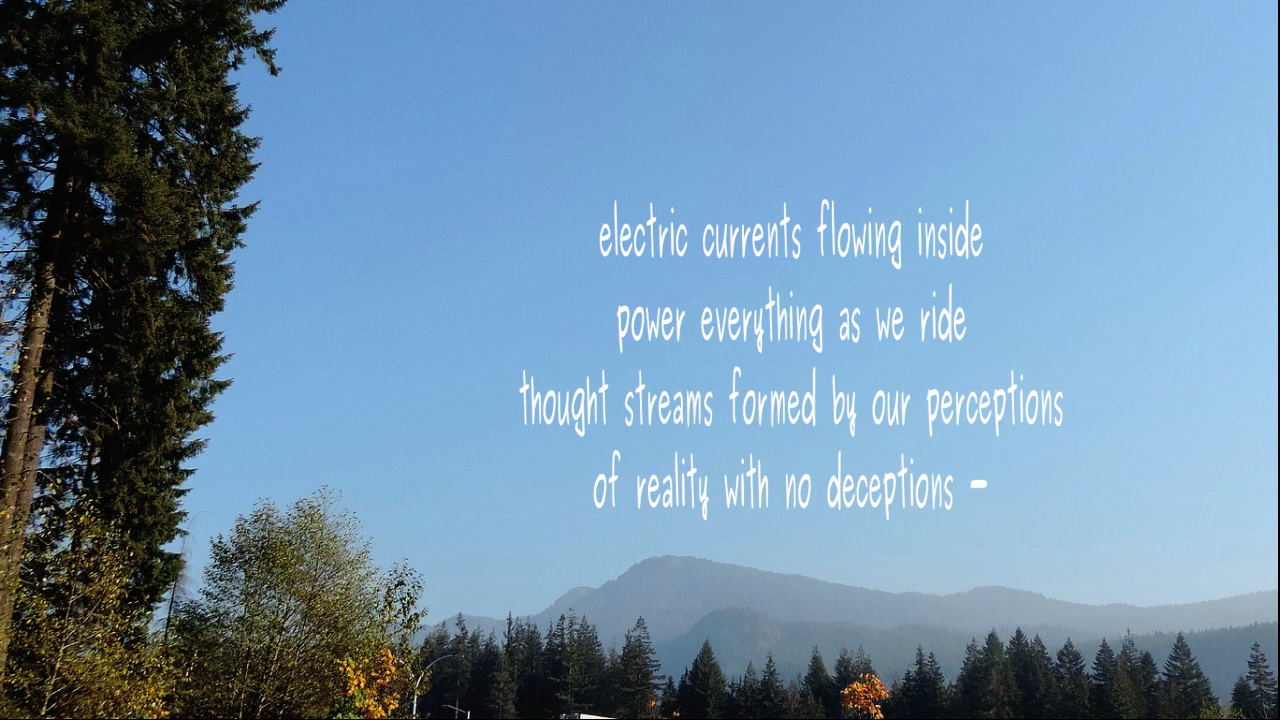 electric currents flowing inside
power everything as we ride
thought streams formed by our perceptions
of reality with no deceptions -